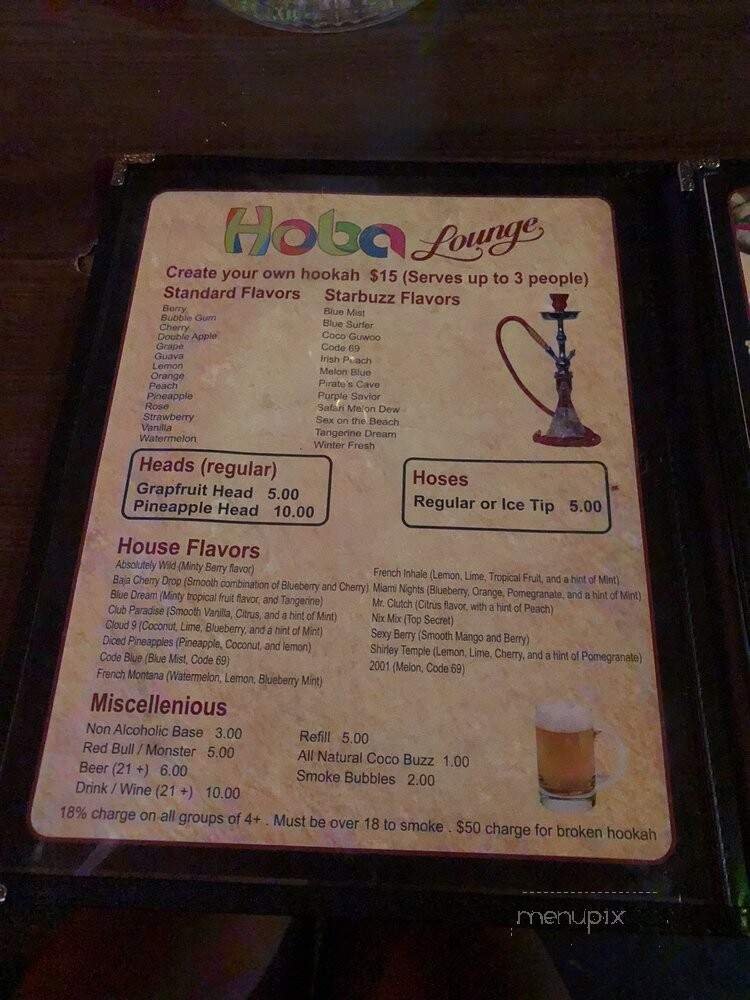 Hoba Lounge
Create your own hookah $15 (Serves up to 3 people)
Standard Flavors
Berry
Bubble Gum
Cherry
Double Apple
Grape
Guava
Lemon
Orange
Peach
Pineapple
Rose
Strawberry
Vanilla
Watermelon
Starbuzz Flavors
Blue Mist
Blue Surfer
Coco Guwoo
Code 69
Irish Peach
Melon Blue
Pirate's Cave
Purple Savior
Safari Melon Dew
Sex on the Beach
Tangerine Dream
Winter Fresh
Heads (regular)
Grapfruit Head 5.00
Pineapple Head 10.00
Hoses
Regular or Ice Tip 5.00
House Flavors
Absolutely Wild (Minty Berry flavor)
Baja Cherry Drop (Smooth combination of Blueberry and Cherry)
Blue Dream (Minty tropical fruit flavor, and Tangerine)
Club Paradise (Smooth Vanilla, Citrus, and a hint of Mint)
Cloud 9 (Coconut, Lime, Blueberry, and a hint of Mint)
Diced Pineapples (Pineapple, Coconut, and lemon)
Code Blue (Blue Mist, Code 69)
French Montana (Watermelon, Lemon, Blueberry Mint)
French Inhale (Lemon, Lime, Tropical Fruit, and a hint of Mint)
Miami Nights (Blueberry, Orange, Pomegranate, and a hint of Mint)
Mr. Clutch (Citrus flavor, with a hint of Peach)
Nix Mix (Top Secret)
Sexy Berry (Smooth Mango and Berry)
Shirley Temple (Lemon, Lime, Cherry, and a hint of Pomegranate)
2001 (Melon, Code 69)
Miscellenious
Non Alcoholic Base 3.00
Red Bull / Monster 5.00
Beer (21 +) 6.00
Drink / Wine (21 +) 10.00
Refill 5.00
All Natural Coco Buzz 1.00
Smoke Bubbles 2.00
18% charge on all groups of 4+ . Must be over 18 to smoke . $50 charge for broken hookah
menupix